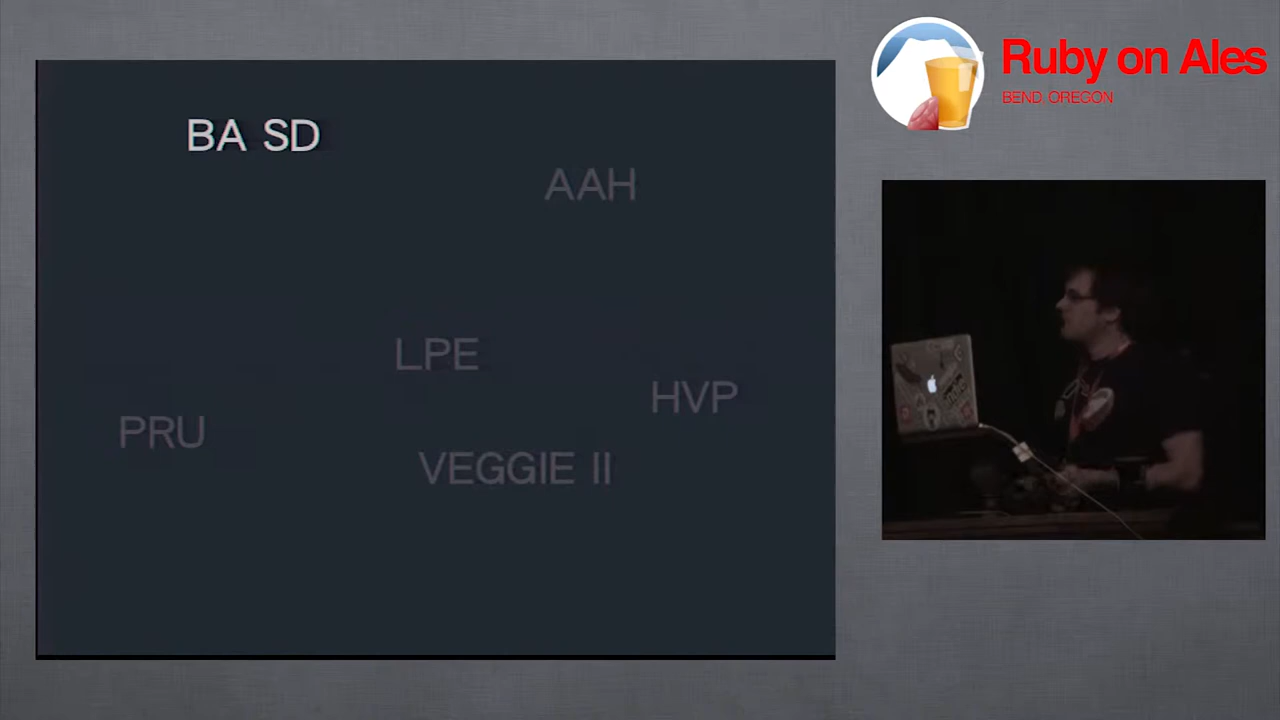 Ruby on Ales
BEND, OREGON
BA SD
AAH
LPE
HVP
PRU
VEGGIE II